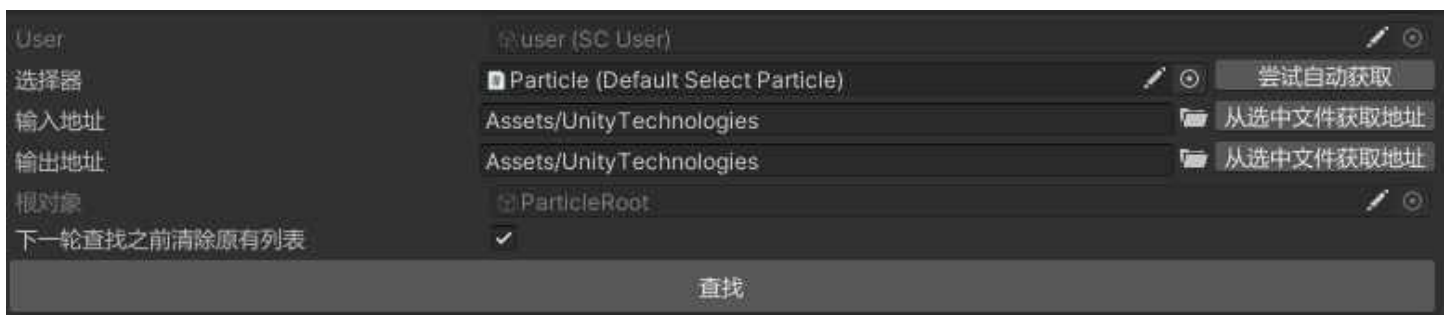 User user (SC User)
选择器 Particle (Default Select Particle) 尝试自动获取
输入地址 Assets/UnityTechnologies 从选中文件获取地址
输出地址 Assets/UnityTechnologies 从选中文件获取地址
根对象 ParticleRoot
下一轮查找之前清除原有列表
查找